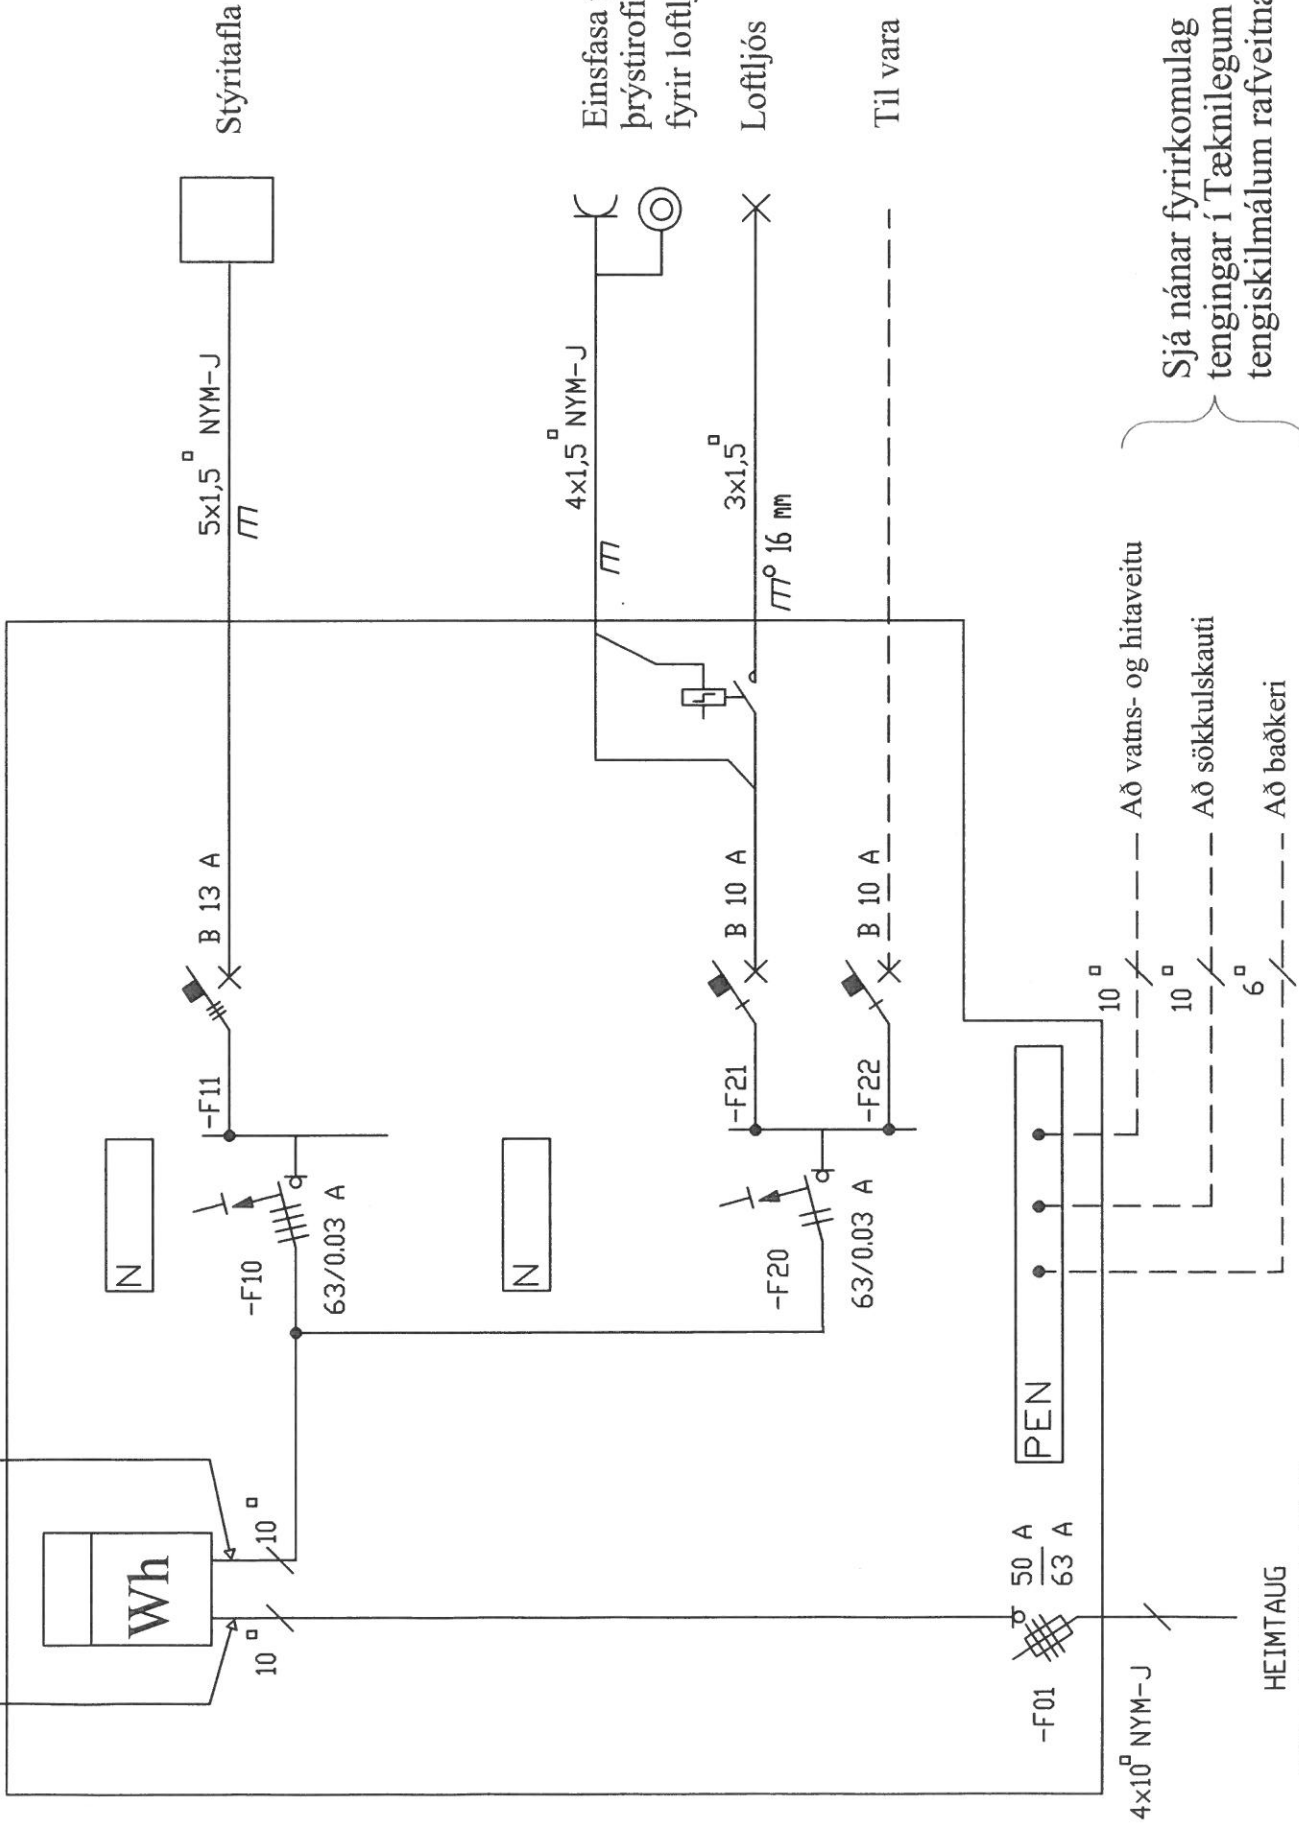 Stýritafla
5x1,5▫ NYM-J
B 13 A
-F11
N
-F10
63/0.03 A
Einsfasa
fyrir
4x1,5▫ NYM-J
Loftljós
3x1,5▫
16 mm
B 10 A
-F21
Til vara
B 10 A
-F22
N
-F20
63/0.03 A
Wh
10▫
10▫
PEN
50 A
63 A
-F01
4x10▫ NYM-J
HEIMTAUG
Sjá nánar fyrirkomulag
tengingar í Tæknilegum
tengiskilmálum
Að vatns- og hitaveitu
10▫
Að sökkulskauti
10▫
Að baðkeri
6▫